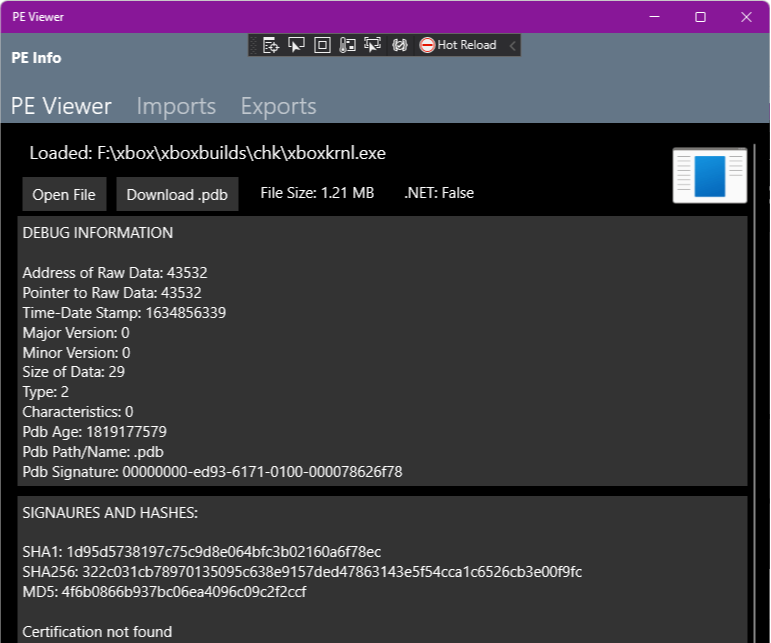 PE Viewer
Hot Reload
PE Info
PE Viewer Imports Exports
Loaded: F:\xbox\xboxbuilds\chk\xboxkrnl.exe
Open File Download .pdb File Size: 1.21 MB .NET: False
DEBUG INFORMATION
Address of Raw Data: 43532
Pointer to Raw Data: 43532
Time-Date Stamp: 1634856339
Major Version: 0
Minor Version: 0
Size of Data: 29
Type: 2
Characteristics: 0
Pdb Age: 1819177579
Pdb Path/Name: .pdb
Pdb Signature: 00000000-ed93-6171-0100-000078626f78
SIGNAURES AND HASHES:
SHA1: 1d95d5738197c75c9d8e064bfc3b02160a6f78ec
SHA256: 322c031cb78970135095c638e9157ded47863143e5f54cca1c6526cb3e00f9fc
MD5: 4f6b0866b937bc06ea4096c09c2f2ccf
Certification not found